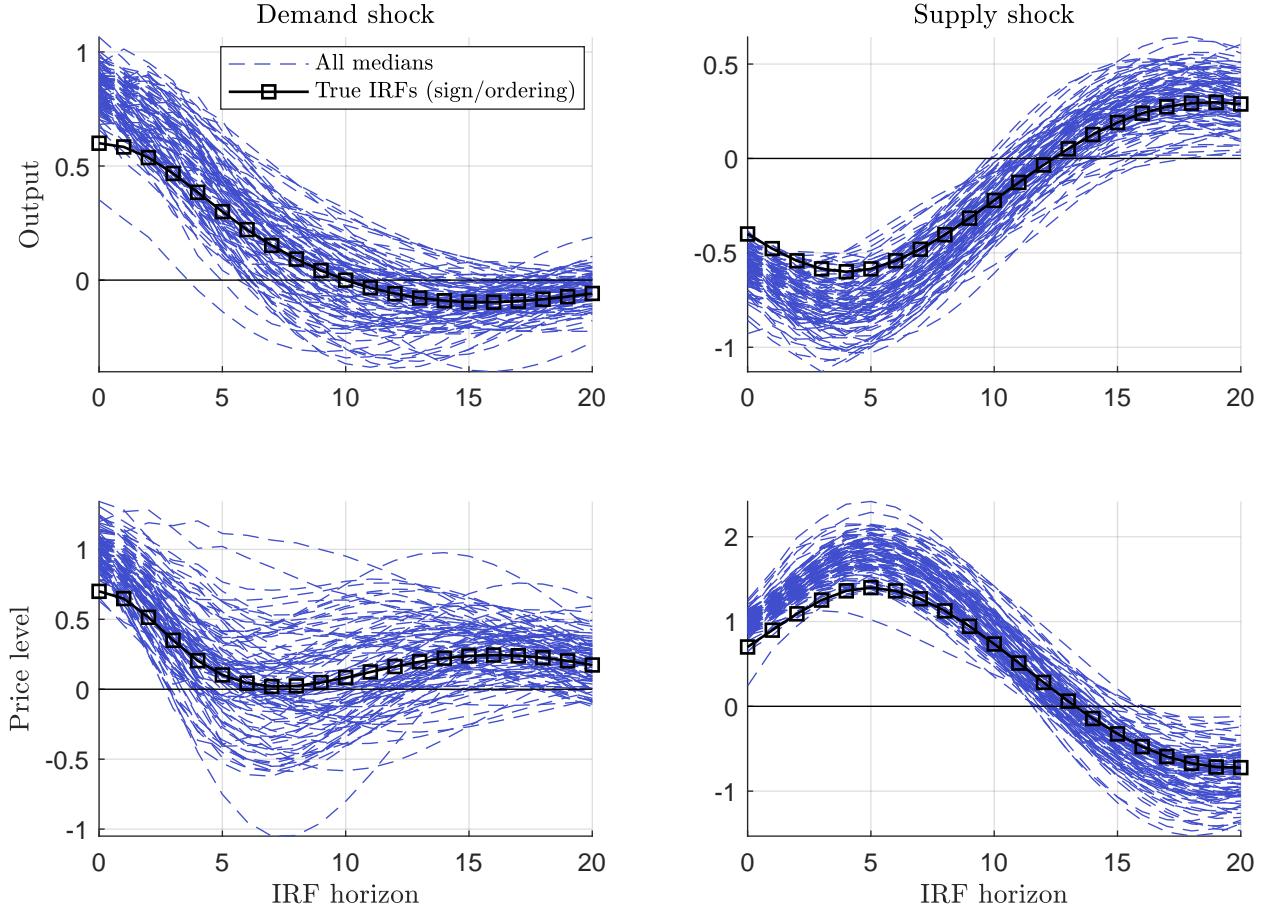 Demand shock
Supply shock
All medians
True IRFs (sign/ordering)
Output
1
0.5
0
0 5 10 15 20
0.5
0
-0.5
-1
0 5 10 15 20
Price level
1
0.5
0
-0.5
-1
0 5 10 15 20
IRF horizon
2
1
0
-1
0 5 10 15 20
IRF horizon